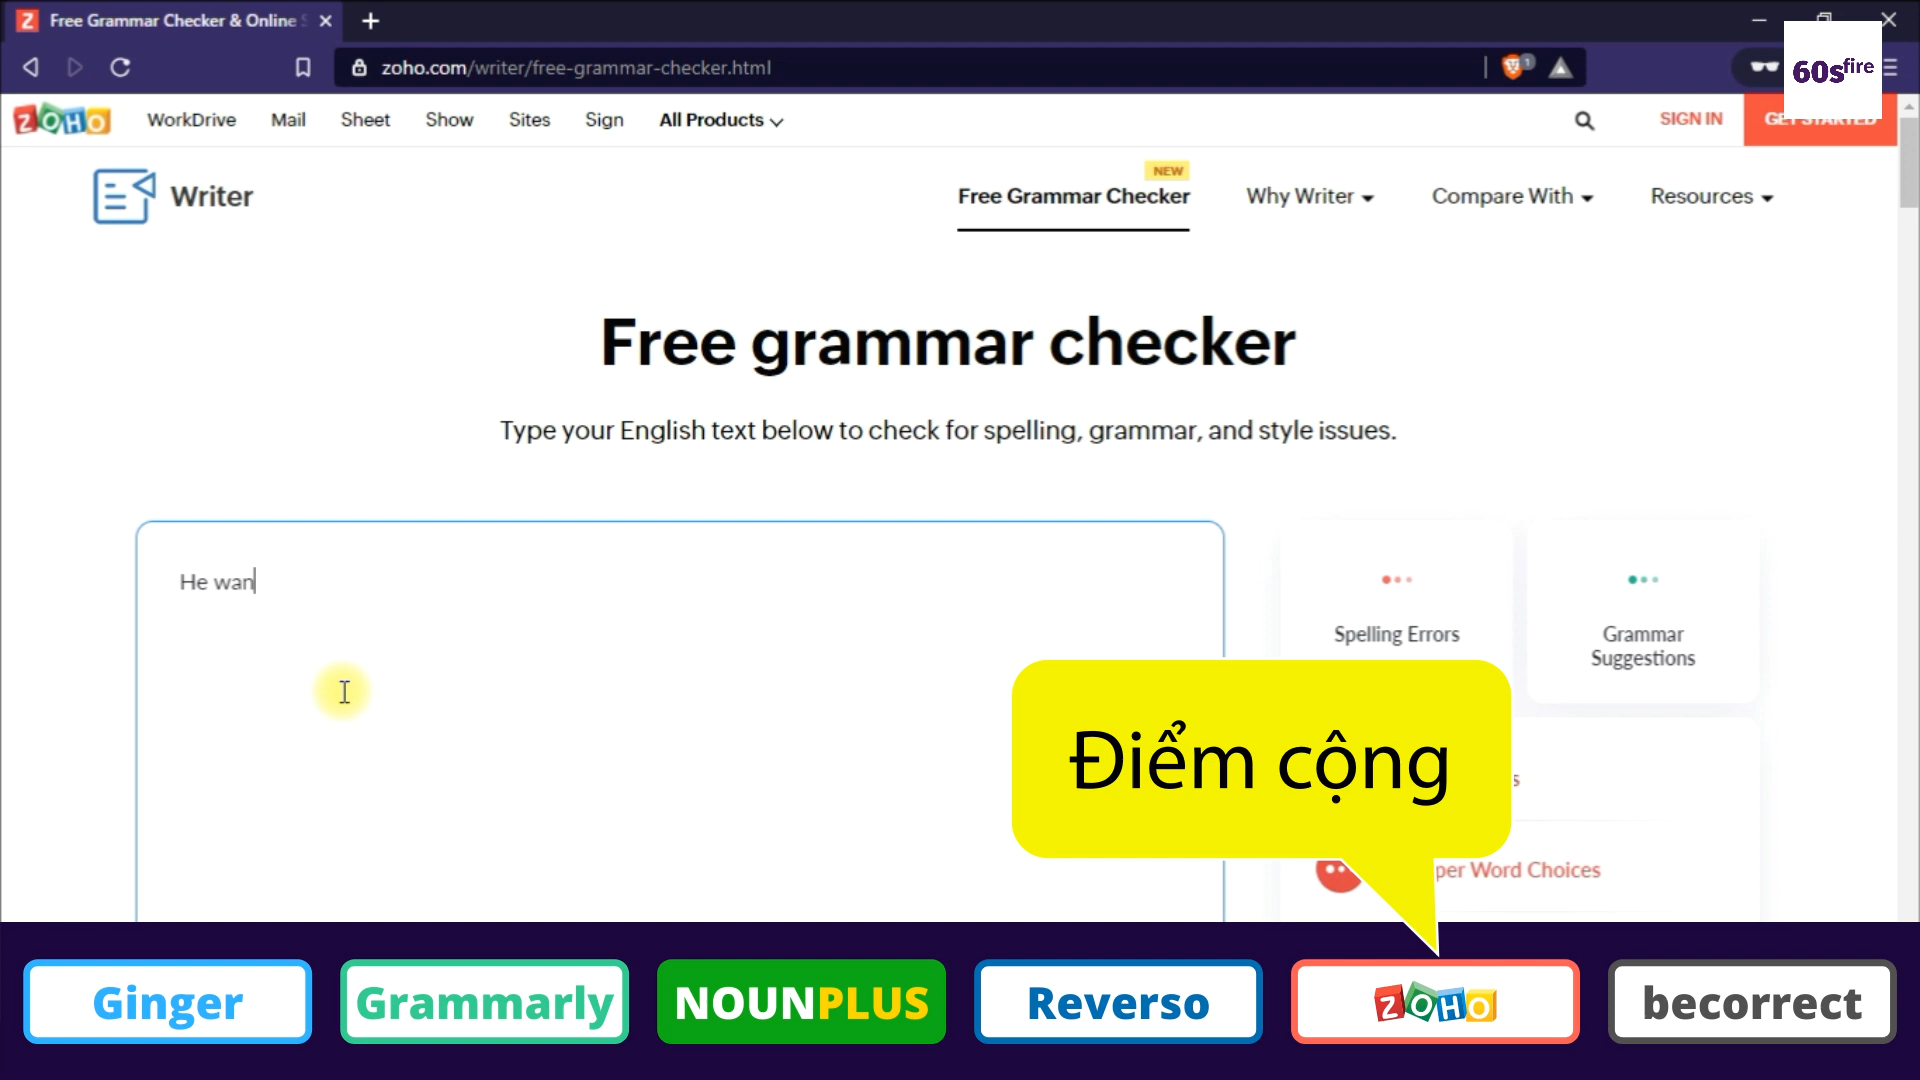 Free Grammar Checker & Online
zoho.com/writer/free-grammar-checker.html
1
60sfire
ZOHO
WorkDrive
Mail
Sheet
Show
Sites
Sign
All Products
SIGN IN
GET STARTED
Writer
NEW
Free Grammar Checker
Why Writer
Compare With
Resources
Free grammar checker
Type your English text below to check for spelling, grammar, and style issues.
He wan
Spelling Errors
Grammar
Suggestions
Điểm cộng
Word Choices
Ginger
Grammarly
NOUNPLUS
Reverso
ZOHO
becorrect